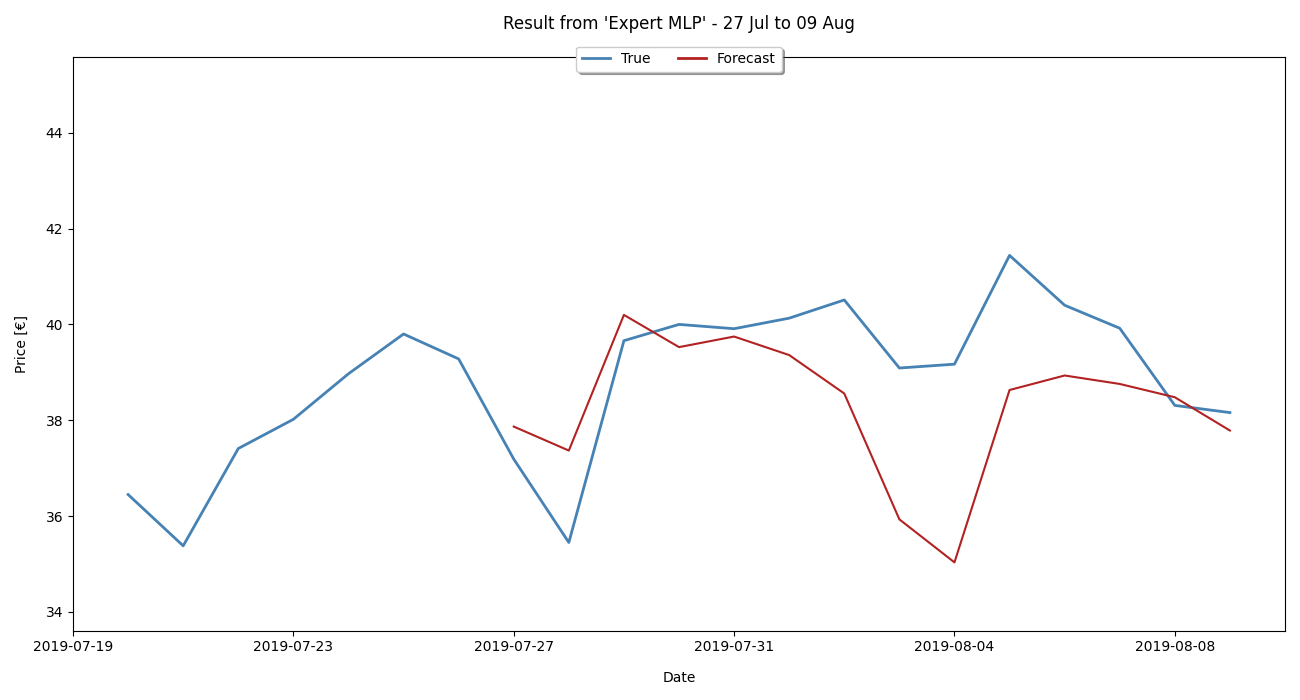 Result from 'Expert MLP' - 27 Jul to 09 Aug
True Forecast
44
42
40
38
36
34
Price [€]
2019-07-19 2019-07-23 2019-07-27 2019-07-31 2019-08-04 2019-08-08
Date